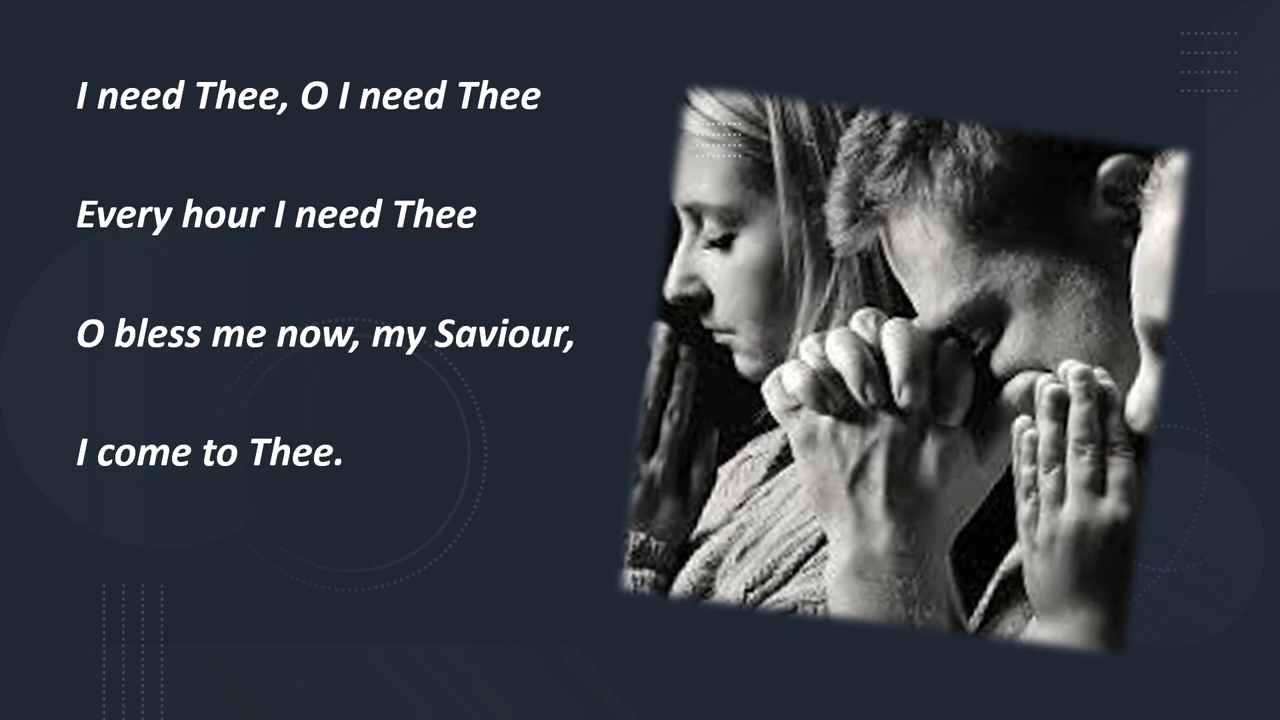 I need Thee, O I need Thee
Every hour I need Thee
O bless me now, my Saviour,
I come to Thee.